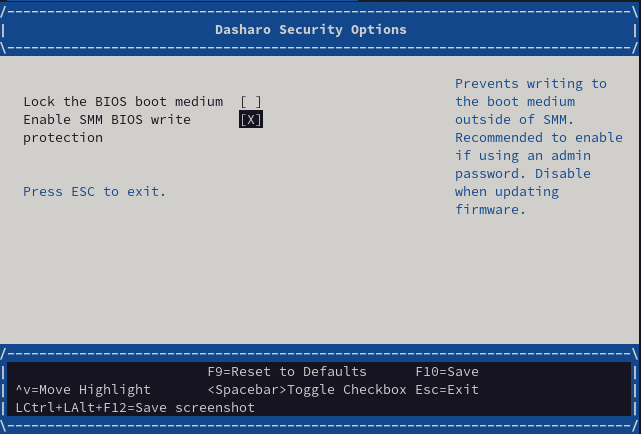 Dasharo Security Options
Lock the BIOS boot medium [ ]
Enable SMM BIOS write [X]
protection
Press ESC to exit.
Prevents writing to
the boot medium
outside of SMM.
Recommended to enable
if using an admin
password. Disable
when updating
firmware.
F9=Reset to Defaults F10=Save
^v=Move Highlight <Spacebar>Toggle Checkbox Esc=Exit
LCtrl+LAlt+F12=Save screenshot